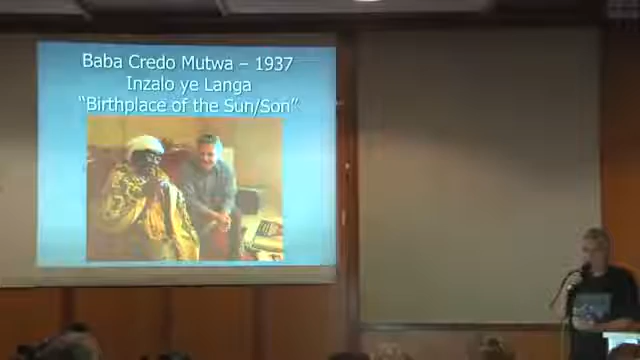 Baba Credo Mutwa – 1937
Inzalo ye Langa
“Birthplace of the Sun/Son”